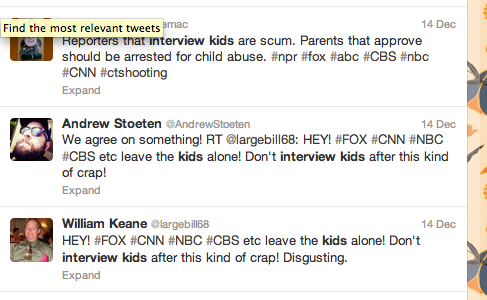 Find the most relevant tweets
emac 14 Dec
Reporters that interview kids are scum. Parents that approve
should be arrested for child abuse. #npr #fox #abc #CBS #nbc
#CNN #ctshooting
Expand
Andrew Stoeten @AndrewStoeten 14 Dec
We agree on something! RT @largebill68: HEY! #FOX #CNN #NBC
#CBS etc leave the kids alone! Don't interview kids after this kind
of crap!
Expand
William Keane @largebill68 14 Dec
HEY! #FOX #CNN #NBC #CBS etc leave the kids alone! Don't
interview kids after this kind of crap! Disgusting.
Expand